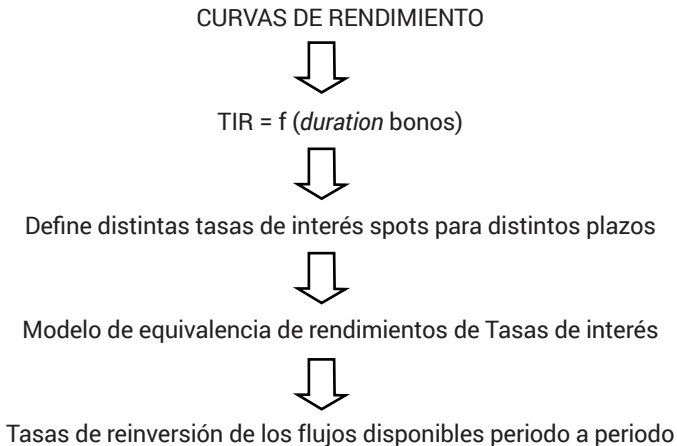 CURVAS DE RENDIMIENTO
TIR = f (duration bonos)
Define distintas tasas de interés spots para distintos plazos
Modelo de equivalencia de rendimientos de Tasas de interés
Tasas de reinversión de los flujos disponibles periodo a periodo